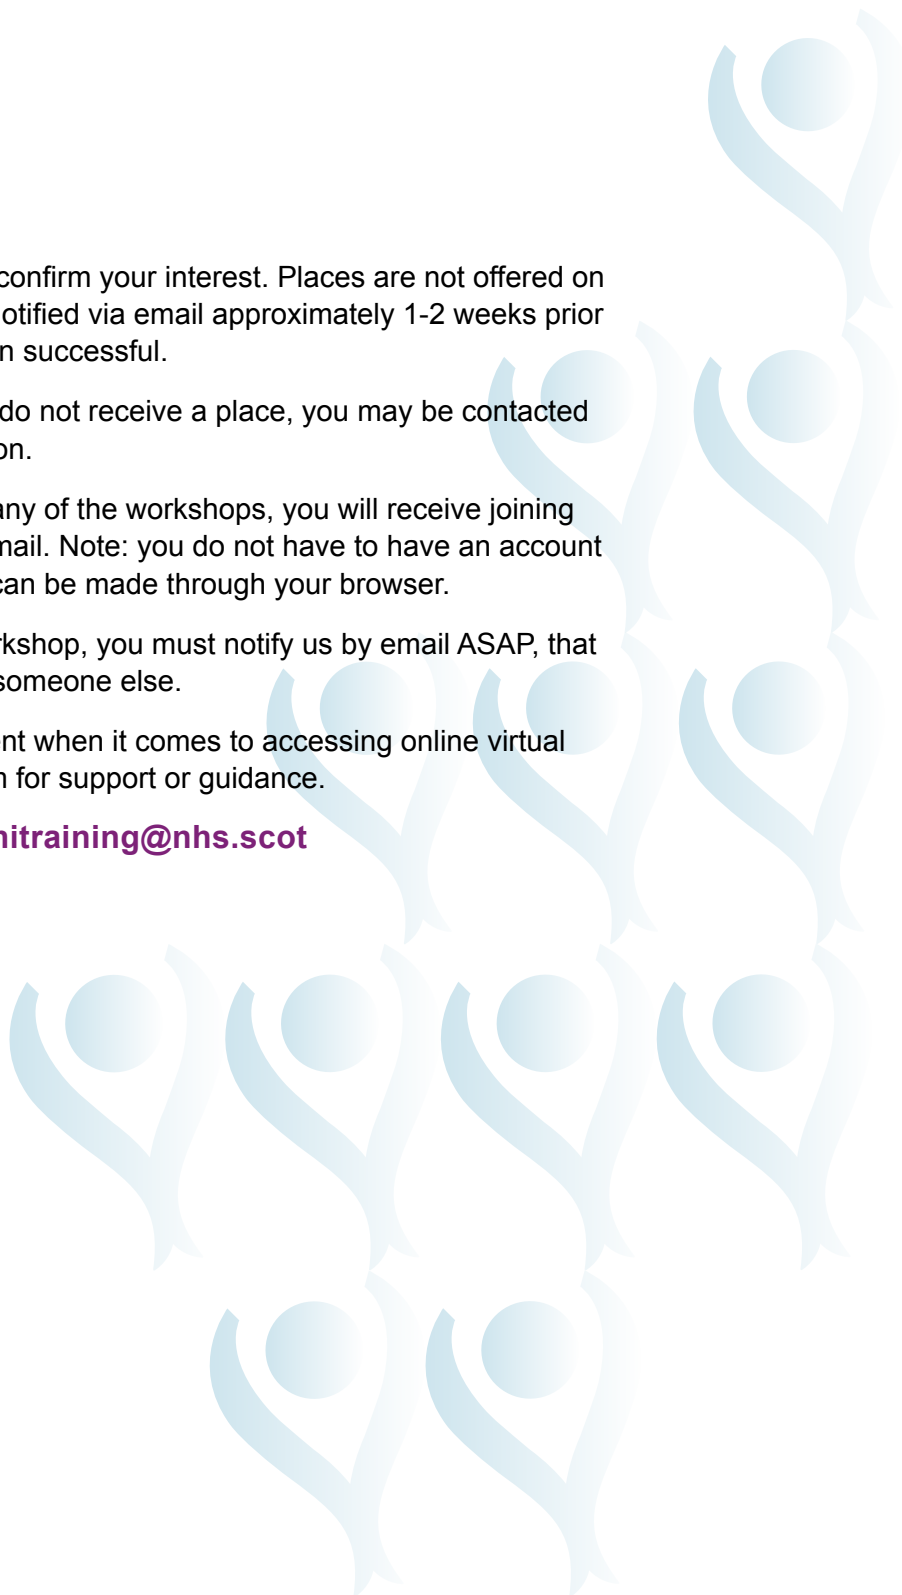 confirm your interest. Places are not offered on
otified via email approximately 1-2 weeks prior
n successful.
do not receive a place, you may be contacted
on.
any of the workshops, you will receive joining
mail. Note: you do not have to have an account
can be made through your browser.
rkshop, you must notify us by email ASAP, that
someone else.
ent when it comes to accessing online virtual
m for support or guidance.
nitraining@nhs.scot